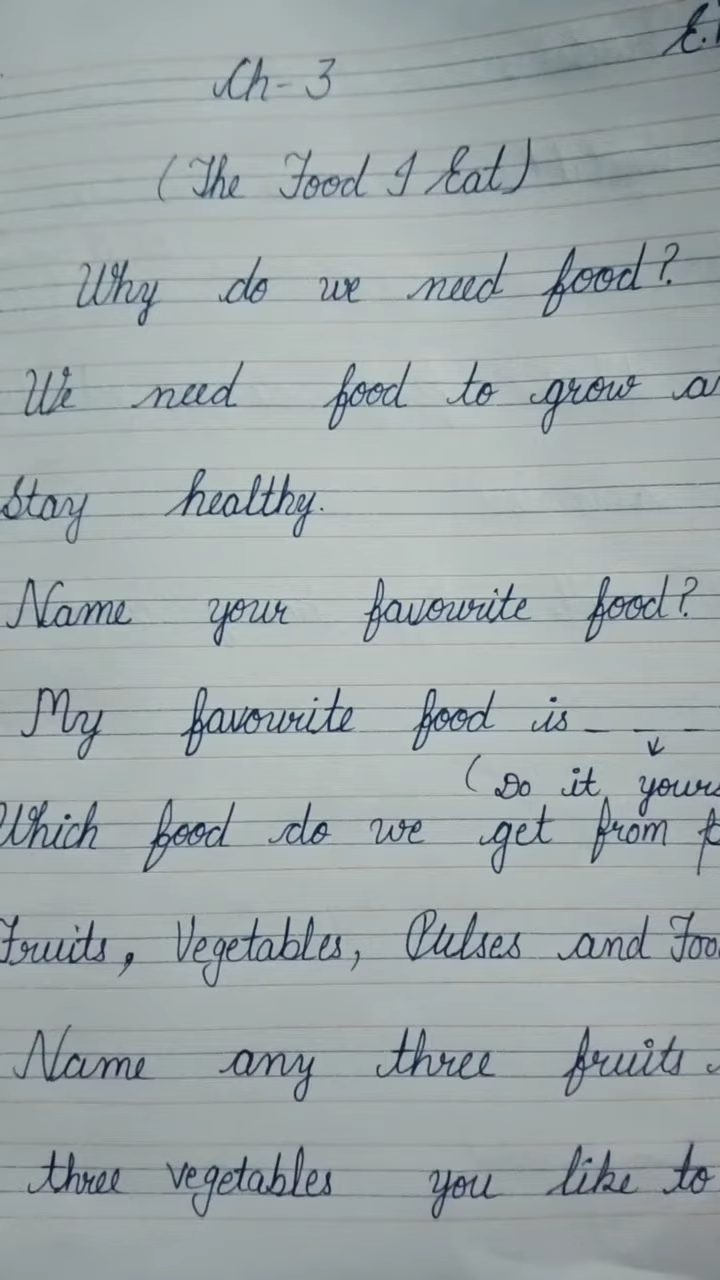 Ch - 3
(The Food I Eat)
Why do we need food?
We need food to grow
Stay healthy.
Name your favourite food?
My favourite food is _ _ _
(Do it
Which food do we get from
Fruits, Vegetables, Pulses and
Name any three fruits
three vegetables you like to